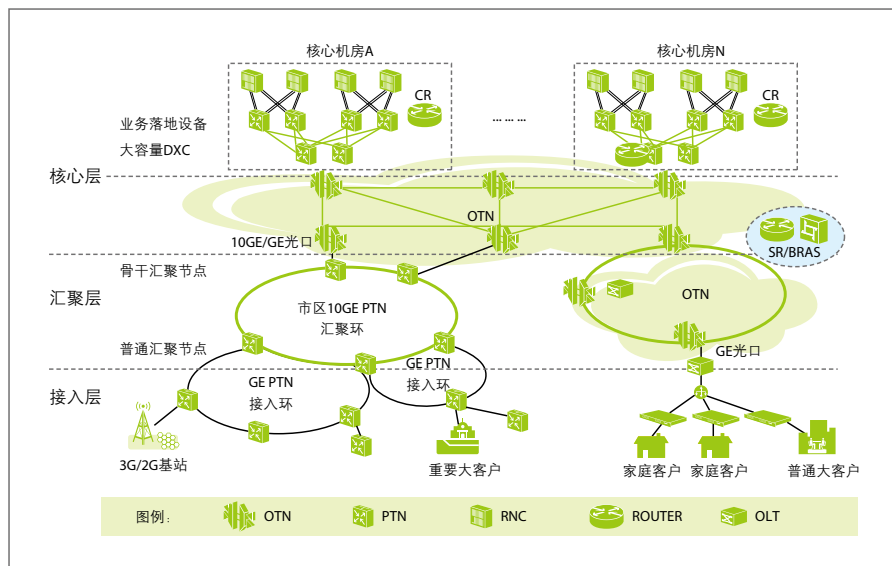 核心机房A
核心机房N
CR
CR
业务落地设备
大容量DXC
... ... ...
核心层
OTN
10GE/GE光口
SR/BRAS
骨干汇聚节点
汇聚层
市区10GE PTN
汇聚环
OTN
普通汇聚节点
GE光口
GE PTN
接入环
GE PTN
接入环
接入层
3G/2G基站
重要大客户
家庭客户
家庭客户
普通大客户
图例：
OTN
PTN
RNC
ROUTER
OLT